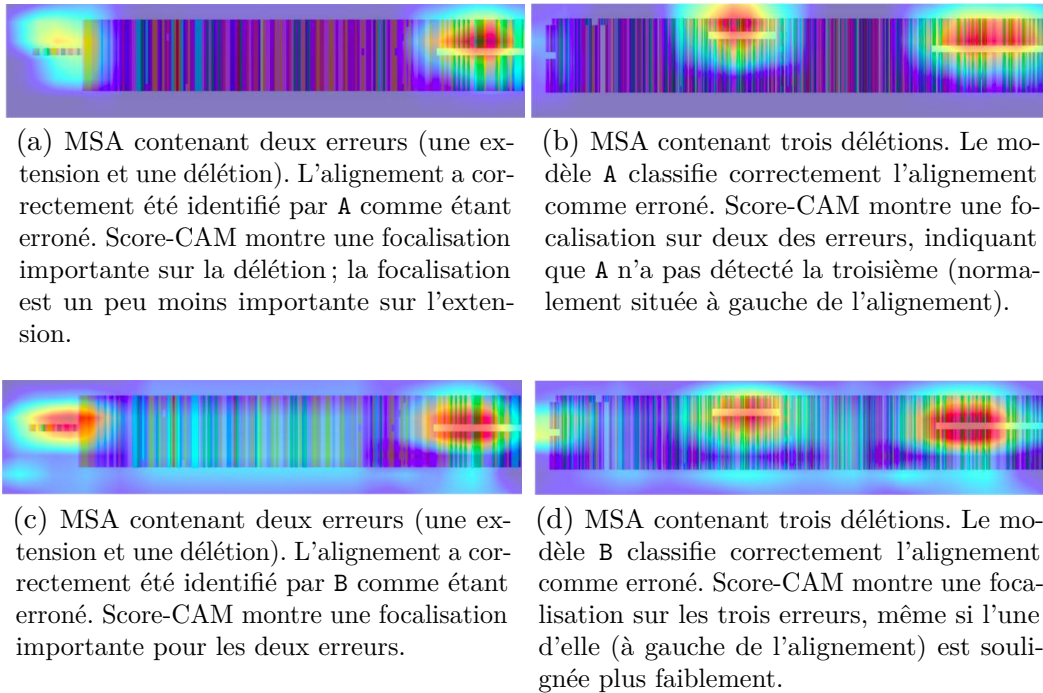 (a) MSA contenant deux erreurs (une ex-
tension et une délétion). L'alignement a cor-
rectement été identifié par A comme étant
erroné. Score-CAM montre une focalisation
importante sur la délétion ; la focalisation
est un peu moins importante sur l'exten-
sion.
(b) MSA contenant trois délétions. Le mo-
dèle A classifie correctement l'alignement
comme erroné. Score-CAM montre une fo-
calisation sur deux des erreurs, indiquant
que A n'a pas détecté la troisième (norma-
lement située à gauche de l'alignement).
(c) MSA contenant deux erreurs (une ex-
tension et une délétion). L'alignement a cor-
rectement été identifié par B comme étant
erroné. Score-CAM montre une focalisation
importante pour les deux erreurs.
(d) MSA contenant trois délétions. Le mo-
dèle B classifie correctement l'alignement
comme erroné. Score-CAM montre une foca-
lisation sur les trois erreurs, même si l'une
d'elle (à gauche de l'alignement) est souli-
gnée plus faiblement.